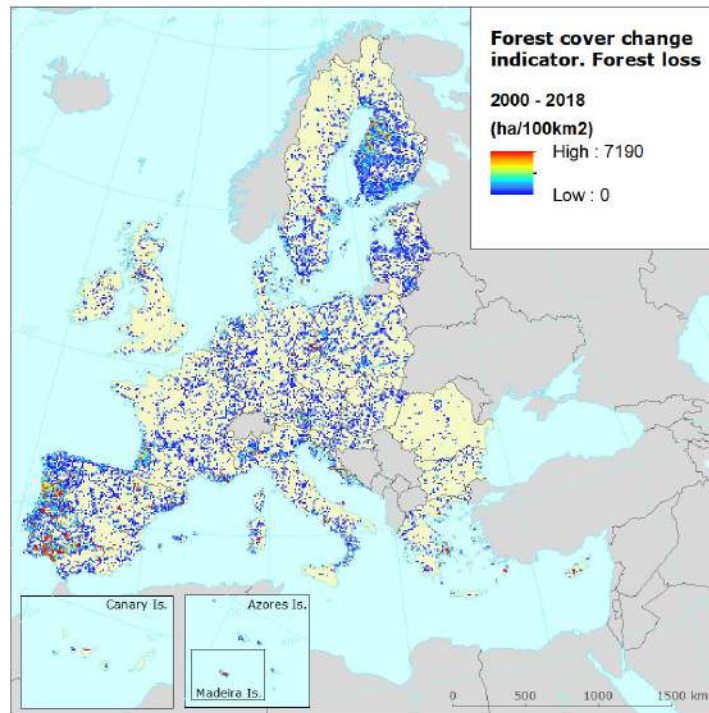 Forest cover change
indicator. Forest loss
2000 - 2018
(ha/100km2)
High : 7190
Low : 0
Canary Is.
Azores Is.
Madeira Is.
0 500 1000 1500 km